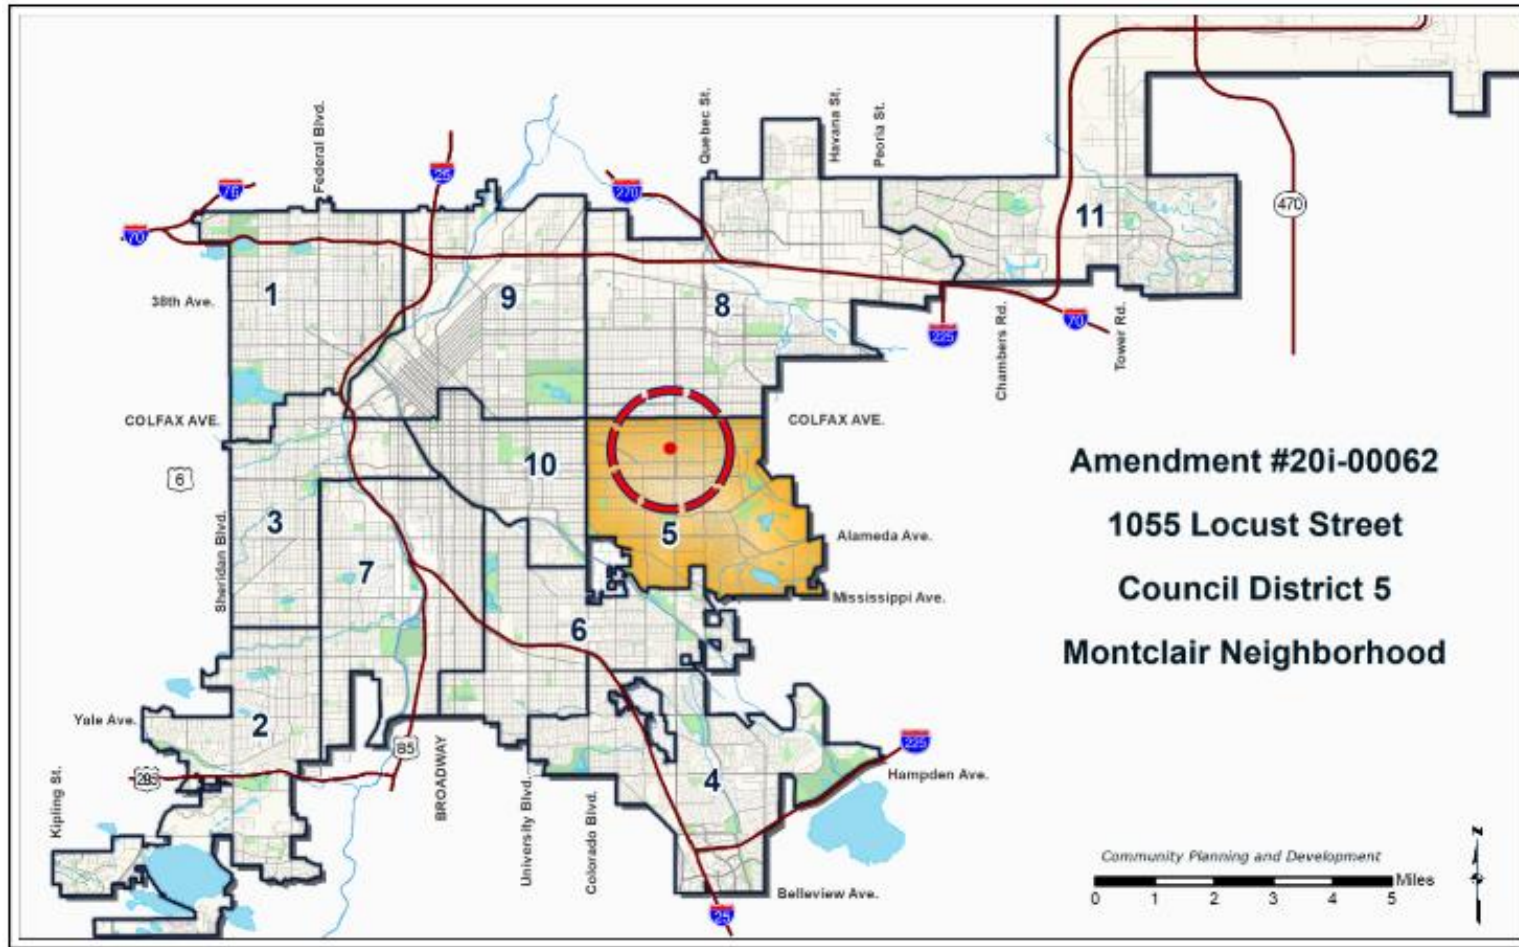 Federal Blvd.
Quebec St.
Havana St.
Peoria St.
76
25
270
70
470
11
38th Ave.
1
9
8
225
Chambers Rd.
70
Tower Rd.
COLFAX AVE.
COLFAX AVE.
6
10
Amendment #20i-00062
1055 Locust Street
Council District 5
Montclair Neighborhood
3
5
Alameda Ave.
Sheridan Blvd.
7
Mississippi Ave.
6
Yale Ave.
2
85
BROADWAY
225
Hampden Ave.
4
Kipling St.
University Blvd.
Colorado Blvd.
Belleview Ave.
25
Community Planning and Development
Miles
0 1 2 3 4 5